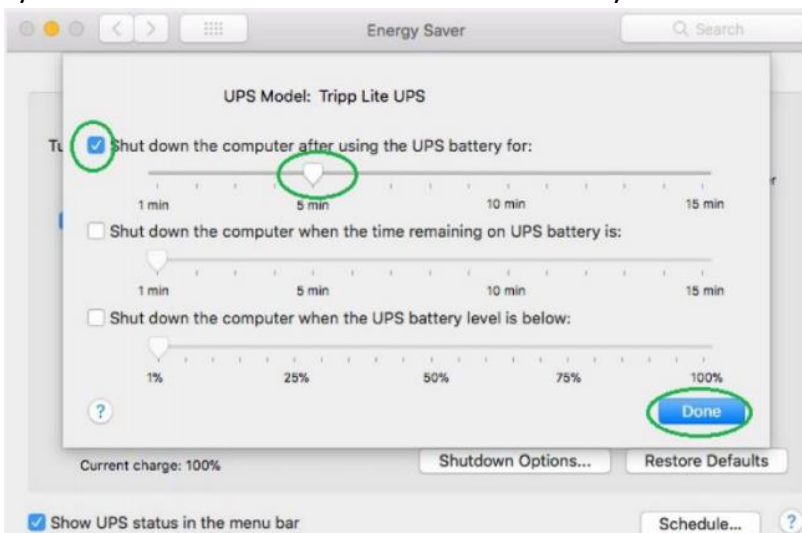 Energy Saver
Search
UPS Model: Tripp Lite UPS
Shut down the computer after using the UPS battery for:
1 min 5 min 10 min 15 min
Shut down the computer when the time remaining on UPS battery is:
1 min 5 min 10 min 15 min
Shut down the computer when the UPS battery level is below:
1% 25% 50% 75% 100%
? Done
Current charge: 100% Shutdown Options... Restore Defaults
Show UPS status in the menu bar Schedule... ?